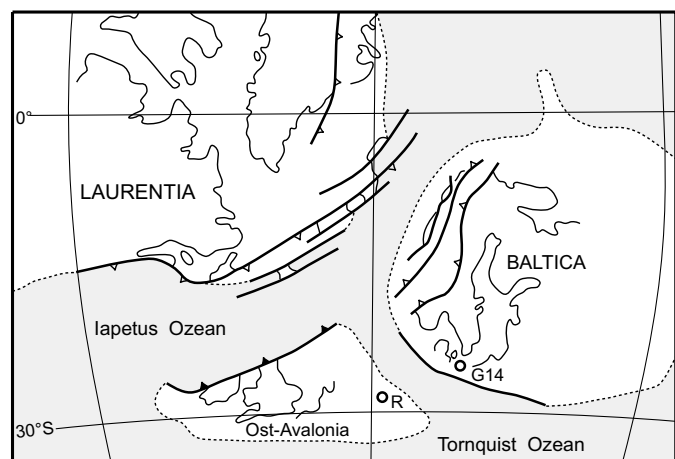 0°
LAURENTIA
BALTICA
Iapetus Ozean
G14
R
Ost-Avalonia
30°S
Tornquist Ozean